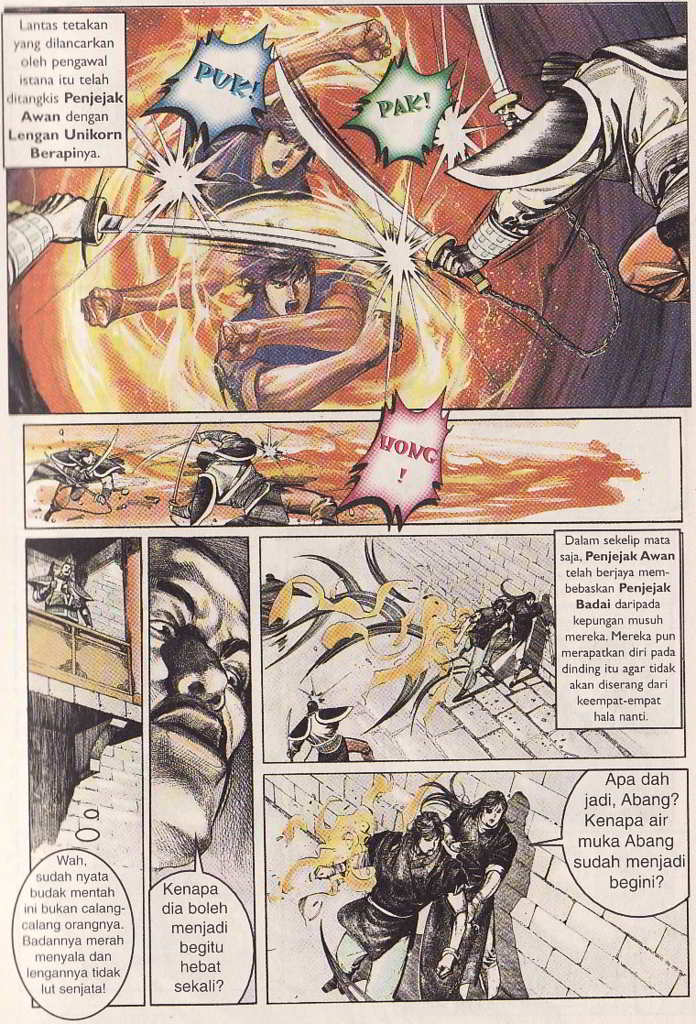 Lantas tetakan
yang dilancarkan
oleh pengawal
istana itu telah
ditangkis Penjejak
Awan dengan
Lengan Unikorn
Berapinya.
PUK!
PAK!
HONG
!
Dalam sekelip mata
saja, Penjejak Awan
telah berjaya mem-
bebaskan Penjejak
Badai daripada
kepungan musuh
mereka. Mereka pun
merapatkan diri pada
dinding itu agar tidak
akan diserang dari
keempat-empat
hala nanti.
Wah,
sudah nyata
budak mentah
ini bukan calang-
calang orangnya.
Badannya merah
menyala dan
lengannya tidak
lut senjata!
Kenapa
dia boleh
menjadi
begitu
hebat
sekali?
Apa dah
jadi, Abang?
Kenapa air
muka Abang
sudah menjadi
begini?